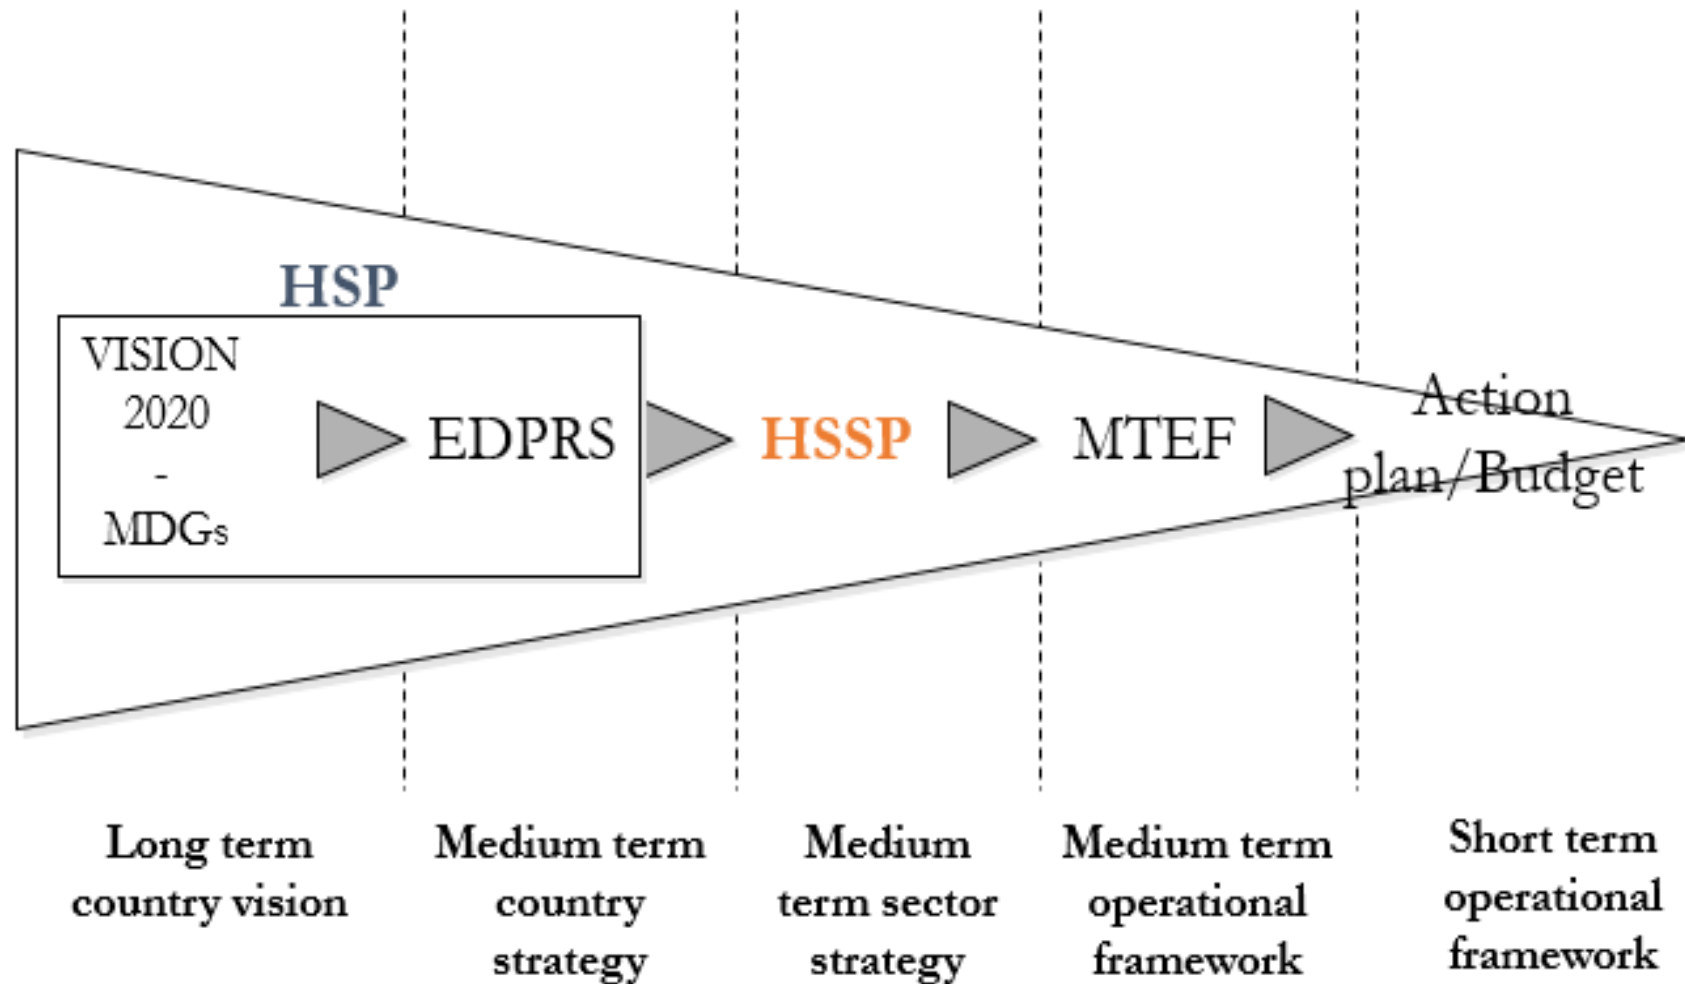 HSP
VISION
2020
-
MDGs
EDPRS
HSSP
MTEF
Action
plan/Budget
Long term
country vision
Medium term
country
strategy
Medium
term sector
strategy
Medium term
operational
framework
Short term
operational
framework